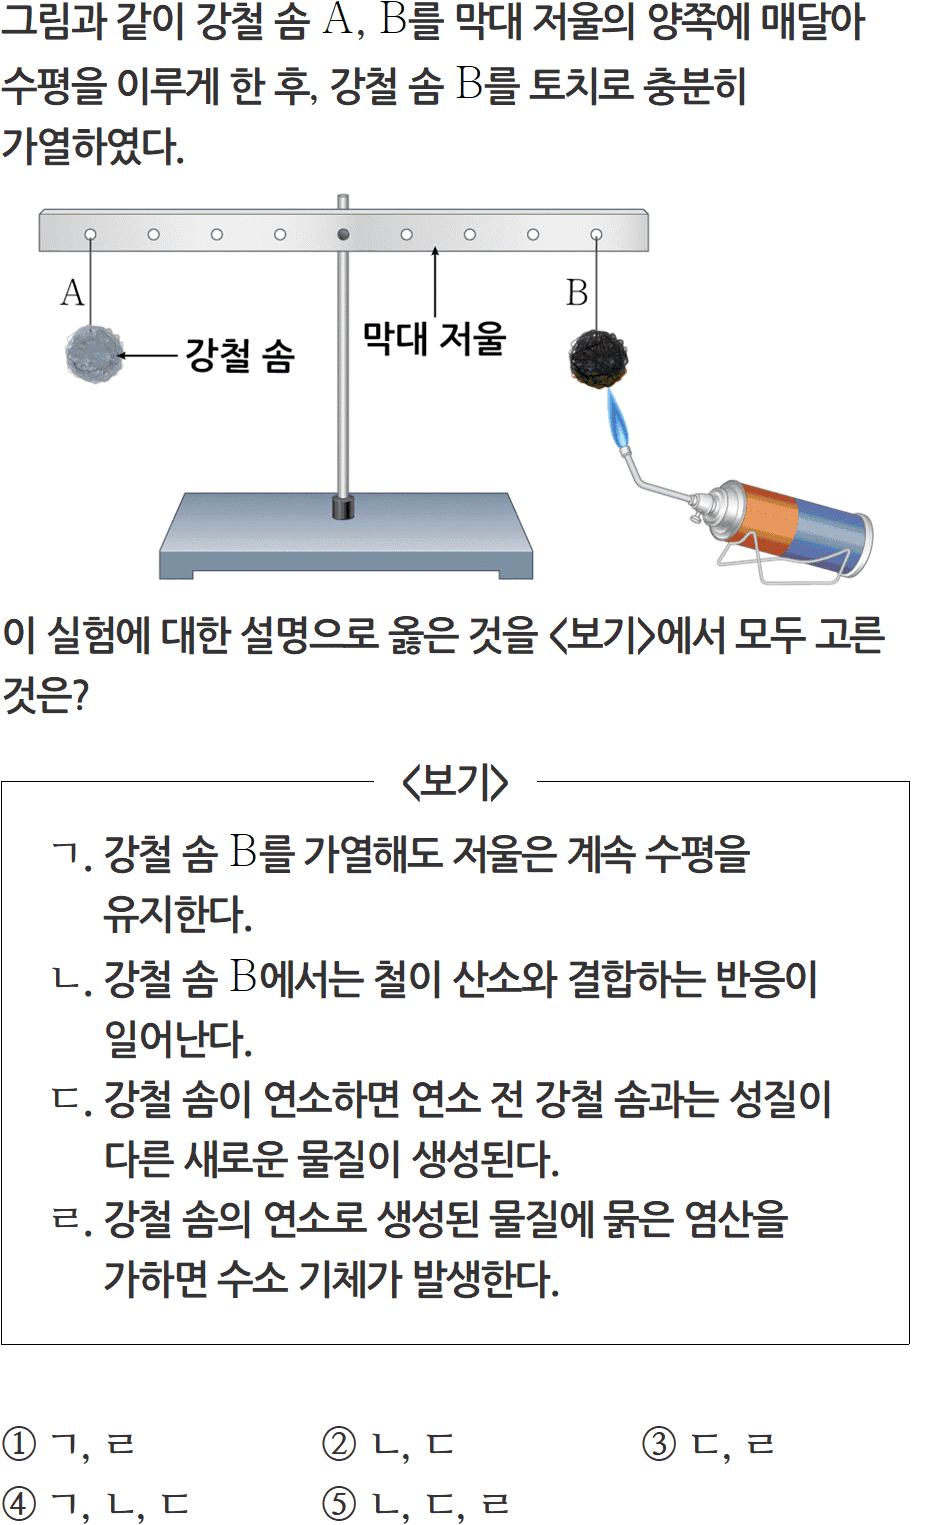 그림과 같이 강철 솜 A, B를 막대 저울의 양쪽에 매달아
수평을 이루게 한 후, 강철 솜 B를 토치로 충분히
가열하였다.
A
B
강철 솜
막대 저울
이 실험에 대한 설명으로 옳은 것을 <보기>에서 모두 고른
것은?
<보기>
ㄱ. 강철 솜 B를 가열해도 저울은 계속 수평을
유지한다.
ㄴ. 강철 솜 B에서는 철이 산소와 결합하는 반응이
일어난다.
ㄷ. 강철 솜이 연소하면 연소 전 강철 솜과는 성질이
다른 새로운 물질이 생성된다.
ㄹ. 강철 솜의 연소로 생성된 물질에 묽은 염산을
가하면 수소 기체가 발생한다.
① ㄱ, ㄹ ② ㄴ, ㄷ ③ ㄷ, ㄹ
④ ㄱ, ㄴ, ㄷ ⑤ ㄴ, ㄷ, ㄹ